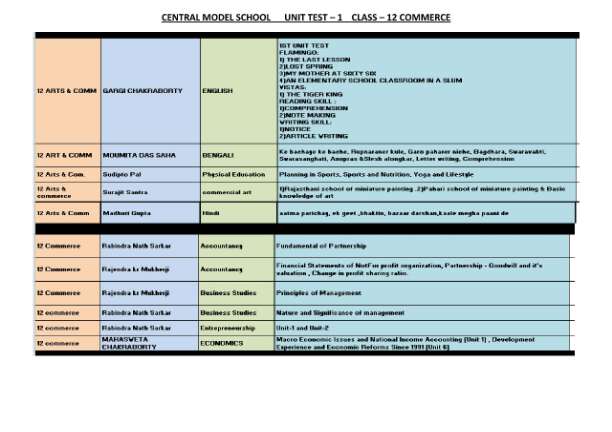 CENTRAL MODEL SCHOOL UNIT TEST – 1 CLASS – 12 COMMERCE
12 ARTS & COMM GARGI CHAKRABORTY ENGLISH
1ST UNIT TEST
FLAMINGO:
1) THE LAST LESSON
2)LOST SPRING
3)MY MOTHER AT SIXTY SIX
4)AN ELEMENTARY SCHOOL CLASSROOM IN A SLUM
VISTAS:
1) THE TIGER KING
READING SKILL :
1)COMPREHENSION
2)NOTE MAKING
WRITING SKILL:
1)NOTICE
2)ARTICLE WRITING
12 ART & COMM MOUMITA DAS SAHA BENGALI
Ke bachage ke bache, Rupnaraner kule, Garo paharer niche, Bagdhara, Swaravakti,
Swarasanghati, Anupras &Slesh alongkar, Letter writing, Comprehension
12 Arts & Com. Sudipto Pal Physical Education Planning in Sports, Sports and Nutrition, Yoga and Lifestyle
12 Arts &
commerce Surajit Santra commercial art
1)Rajasthani school of miniature painting .2)Pahari school of miniature painting & Basic
knowledge of art
12 Arts & Comm Madhuri Gupta Hindi aatma parichay, ek geet ,bhaktin, bazaar darshan,kaale megha paani de
12 Commerce Rabindra Nath Sarkar Accountancy Fundamental of Partnership
12 Commerce Rajendra kr Mukherji Accountancy
Financial Statements of NotFor profit organization, Partnership - Goodwill and it's
valuation , Change in profit sharing ratio.
12 Commerce Rajendra kr Mukherji Business Studies Principles of Management
12 commerce Rabindra Nath Sarkar Business Studies Nature and Significance of management
12 commerce Rabindra Nath Sarkar Entrepreneurship Unit-1 and Unit-2
12 commerce
MAHASVETA
CHAKRABORTY ECONOMICS
Macro Economic Issues and National Income Accounting (Unit 1) , Development
Experience and Economic Reforms Since 1991 (Unit 6)